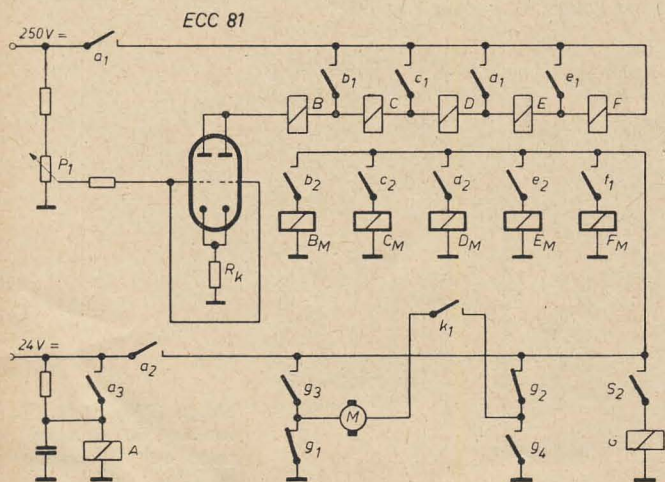 ECC 81
250V=
a1
b1
c1
d1
e1
B
C
D
E
F
P1
b2
c2
d2
e2
f1
BM
CM
DM
EM
FM
Rk
k1
24V=
a2
a3
g3
g2
S2
M
A
g1
g4
G